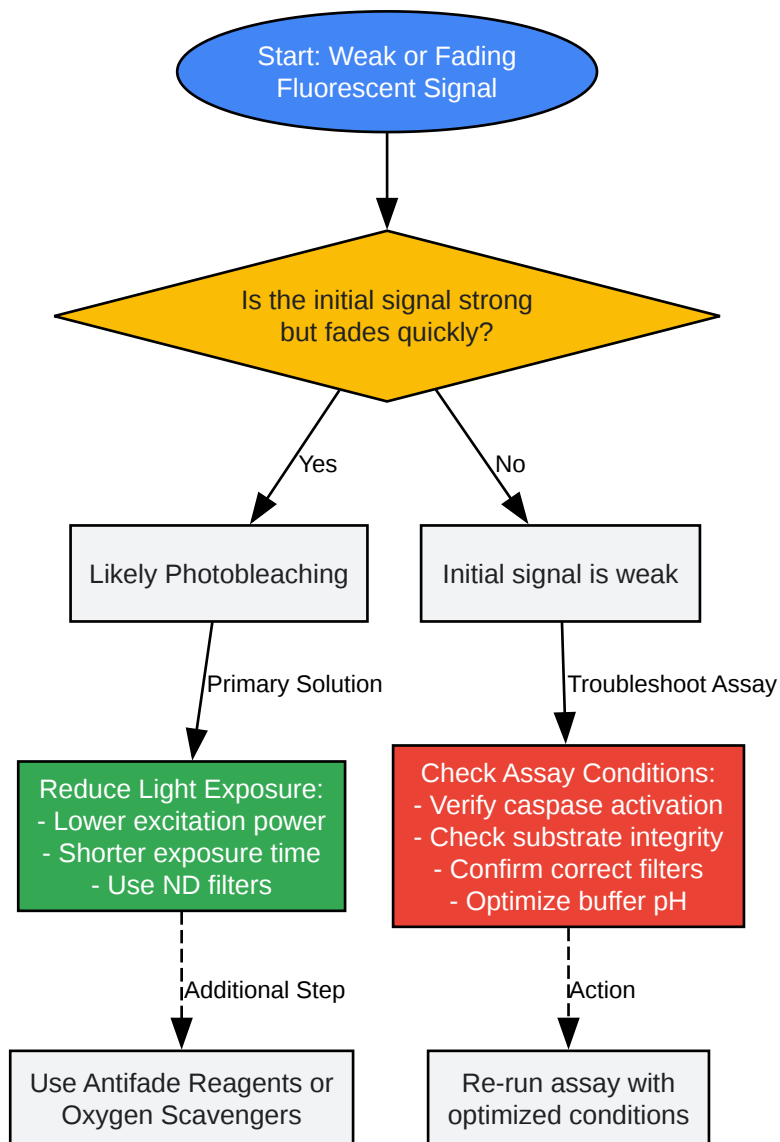 Start: Weak or Fading
Fluorescent Signal
Is the initial signal strong
but fades quickly?
Yes
No
Likely Photobleaching
Initial signal is weak
Primary Solution
Troubleshoot Assay
Reduce Light Exposure:
- Lower excitation power
- Shorter exposure time
- Use ND filters
Check Assay Conditions:
- Verify caspase activation
- Check substrate integrity
- Confirm correct filters
- Optimize buffer pH
Additional Step
Action
Use Antifade Reagents or
Oxygen Scavengers
Re-run assay with
optimized conditions